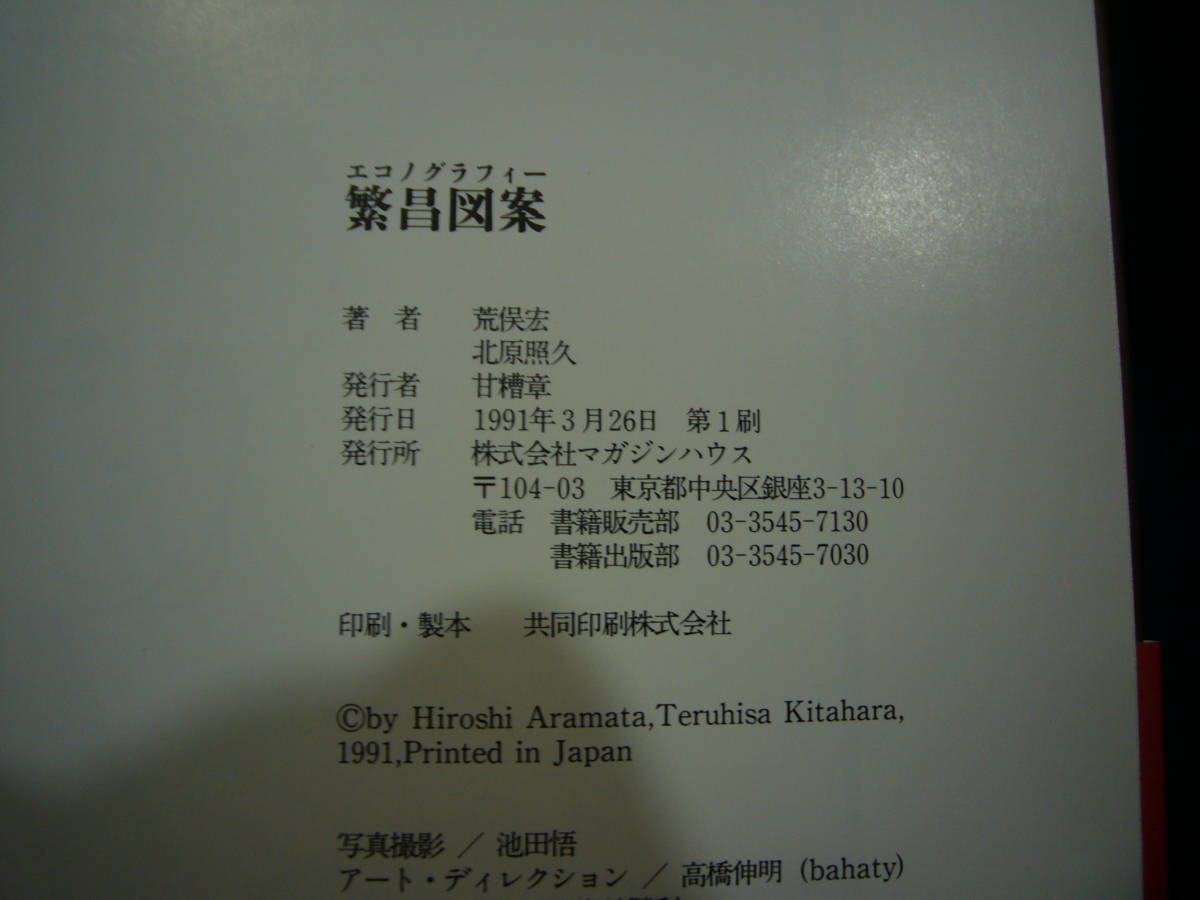 エコノグラフィー
繁昌図案
著　者　　荒俣宏
北原照久
発行者　　甘糟章
発行日　　1991年3月26日　第1刷
発行所　　株式会社マガジンハウス
〒104-03　東京都中央区銀座3-13-10
電話　書籍販売部　03-3545-7130
書籍出版部　03-3545-7030
印刷・製本　　共同印刷株式会社
©by Hiroshi Aramata,Teruhisa Kitahara,
1991,Printed in Japan
写真撮影 ／ 池田悟
アート・ディレクション ／ 高橋伸明 (bahaty)